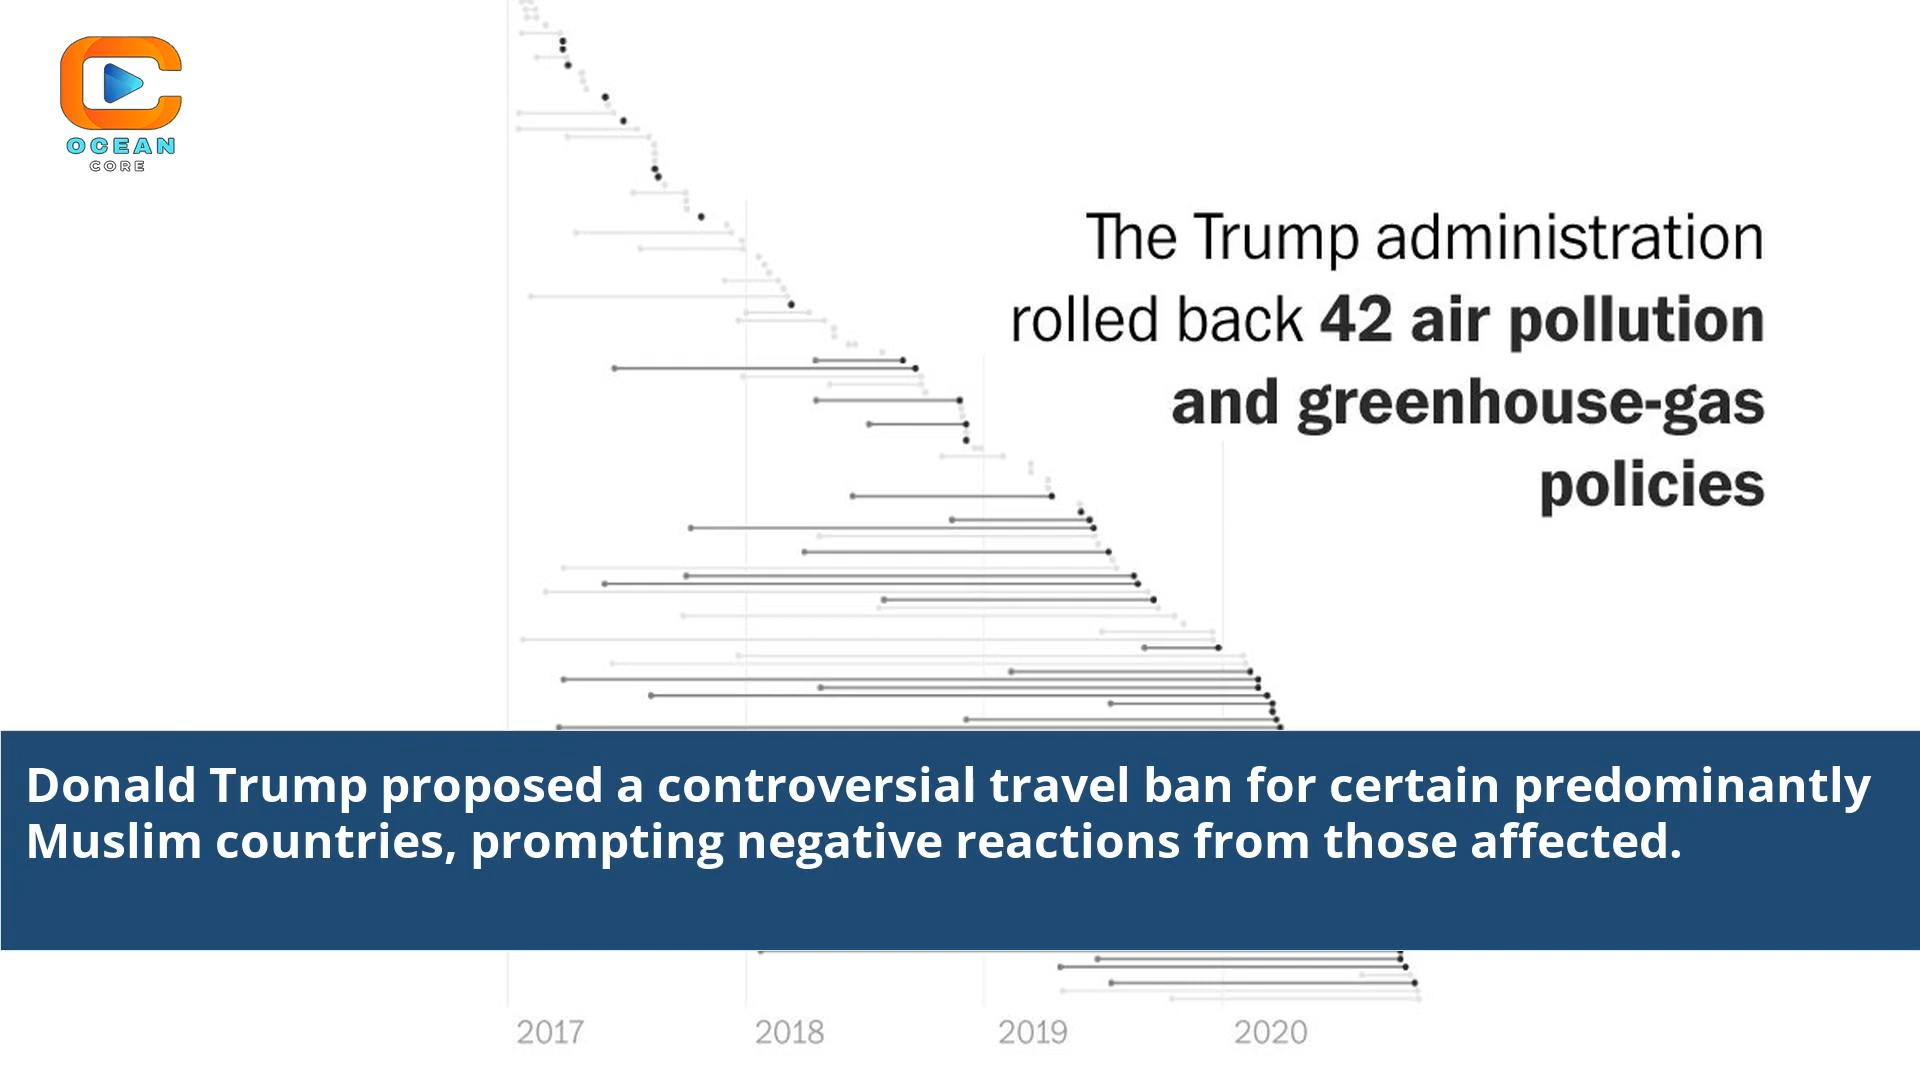 OCEAN
CORE
The Trump administration
rolled back 42 air pollution
and greenhouse-gas
policies
Donald Trump proposed a controversial travel ban for certain predominantly
Muslim countries, prompting negative reactions from those affected.
2017 2018 2019 2020